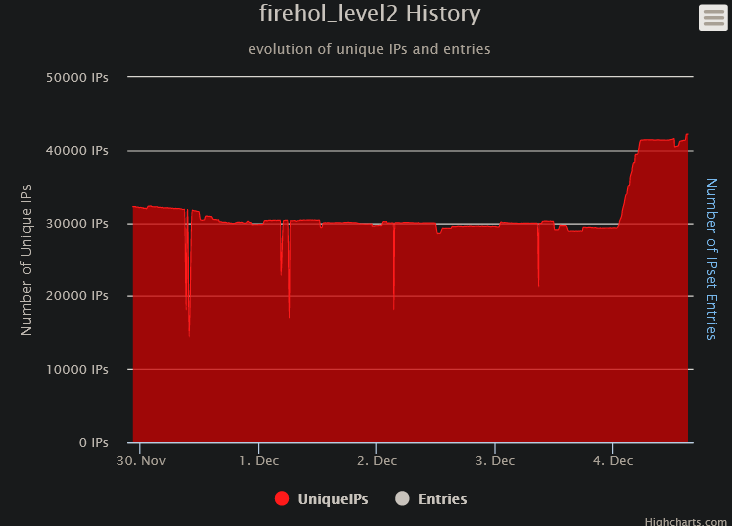 firehol_level2 History
evolution of unique IPs and entries
50000 IPs
40000 IPs
30000 IPs
20000 IPs
10000 IPs
0 IPs
Number of Unique IPs
Number of IPset Entries
30. Nov
1. Dec
2. Dec
3. Dec
4. Dec
UniqueIPs
Entries
Highcharts.com